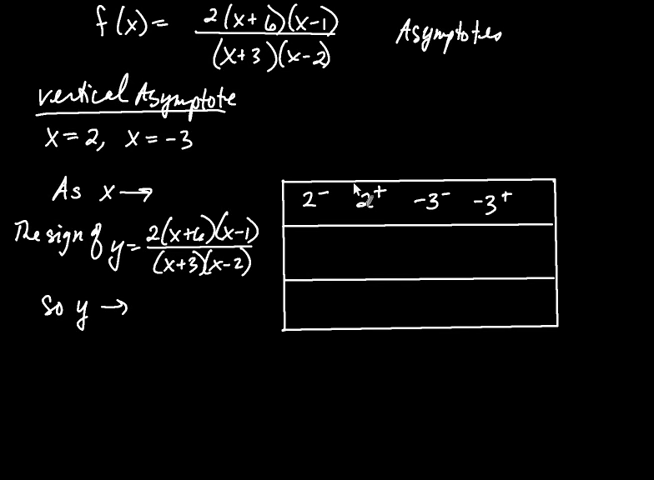 f(x) = 2(x+6)(x-1) / (x+3)(x-2) Asymptotes
vertical Asymptote
x = 2, x = -3
As x → 2⁻ 2⁺ -3⁻ -3⁺
The sign of y = 2(x+6)(x-1) / (x+3)(x-2)
So y →